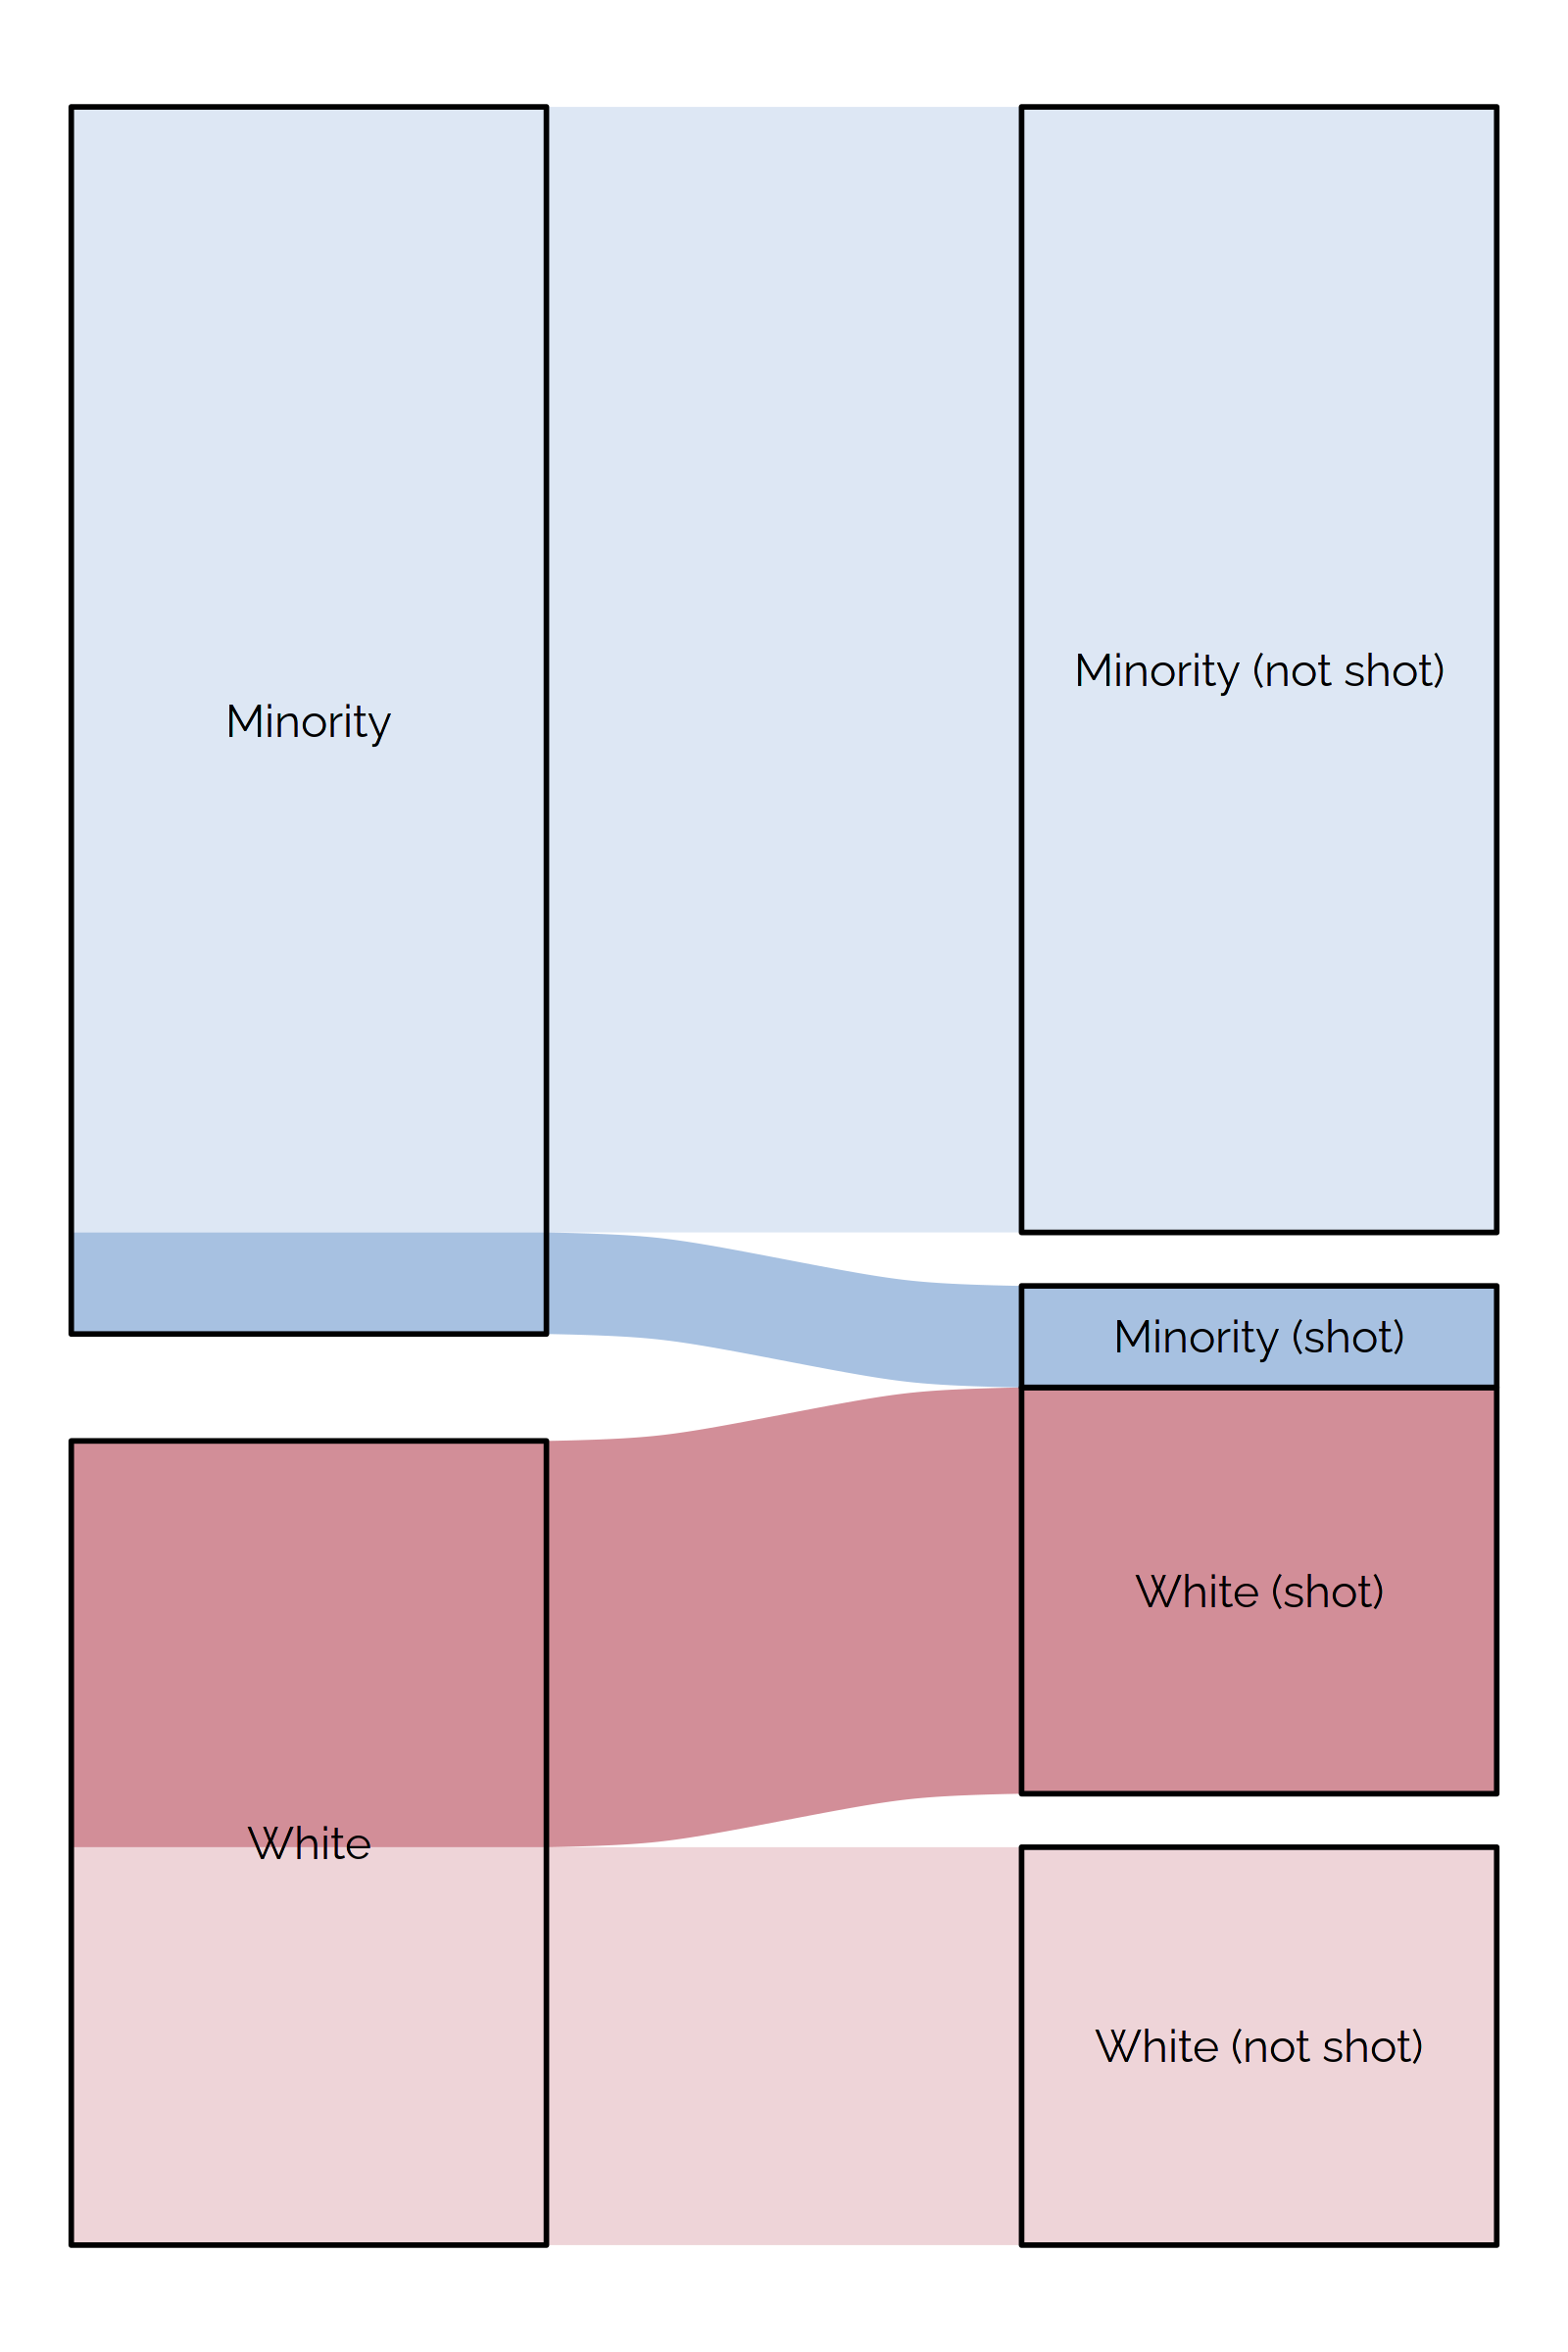 Minority (not shot)
Minority
Minority (shot)
White (shot)
White
White (not shot)